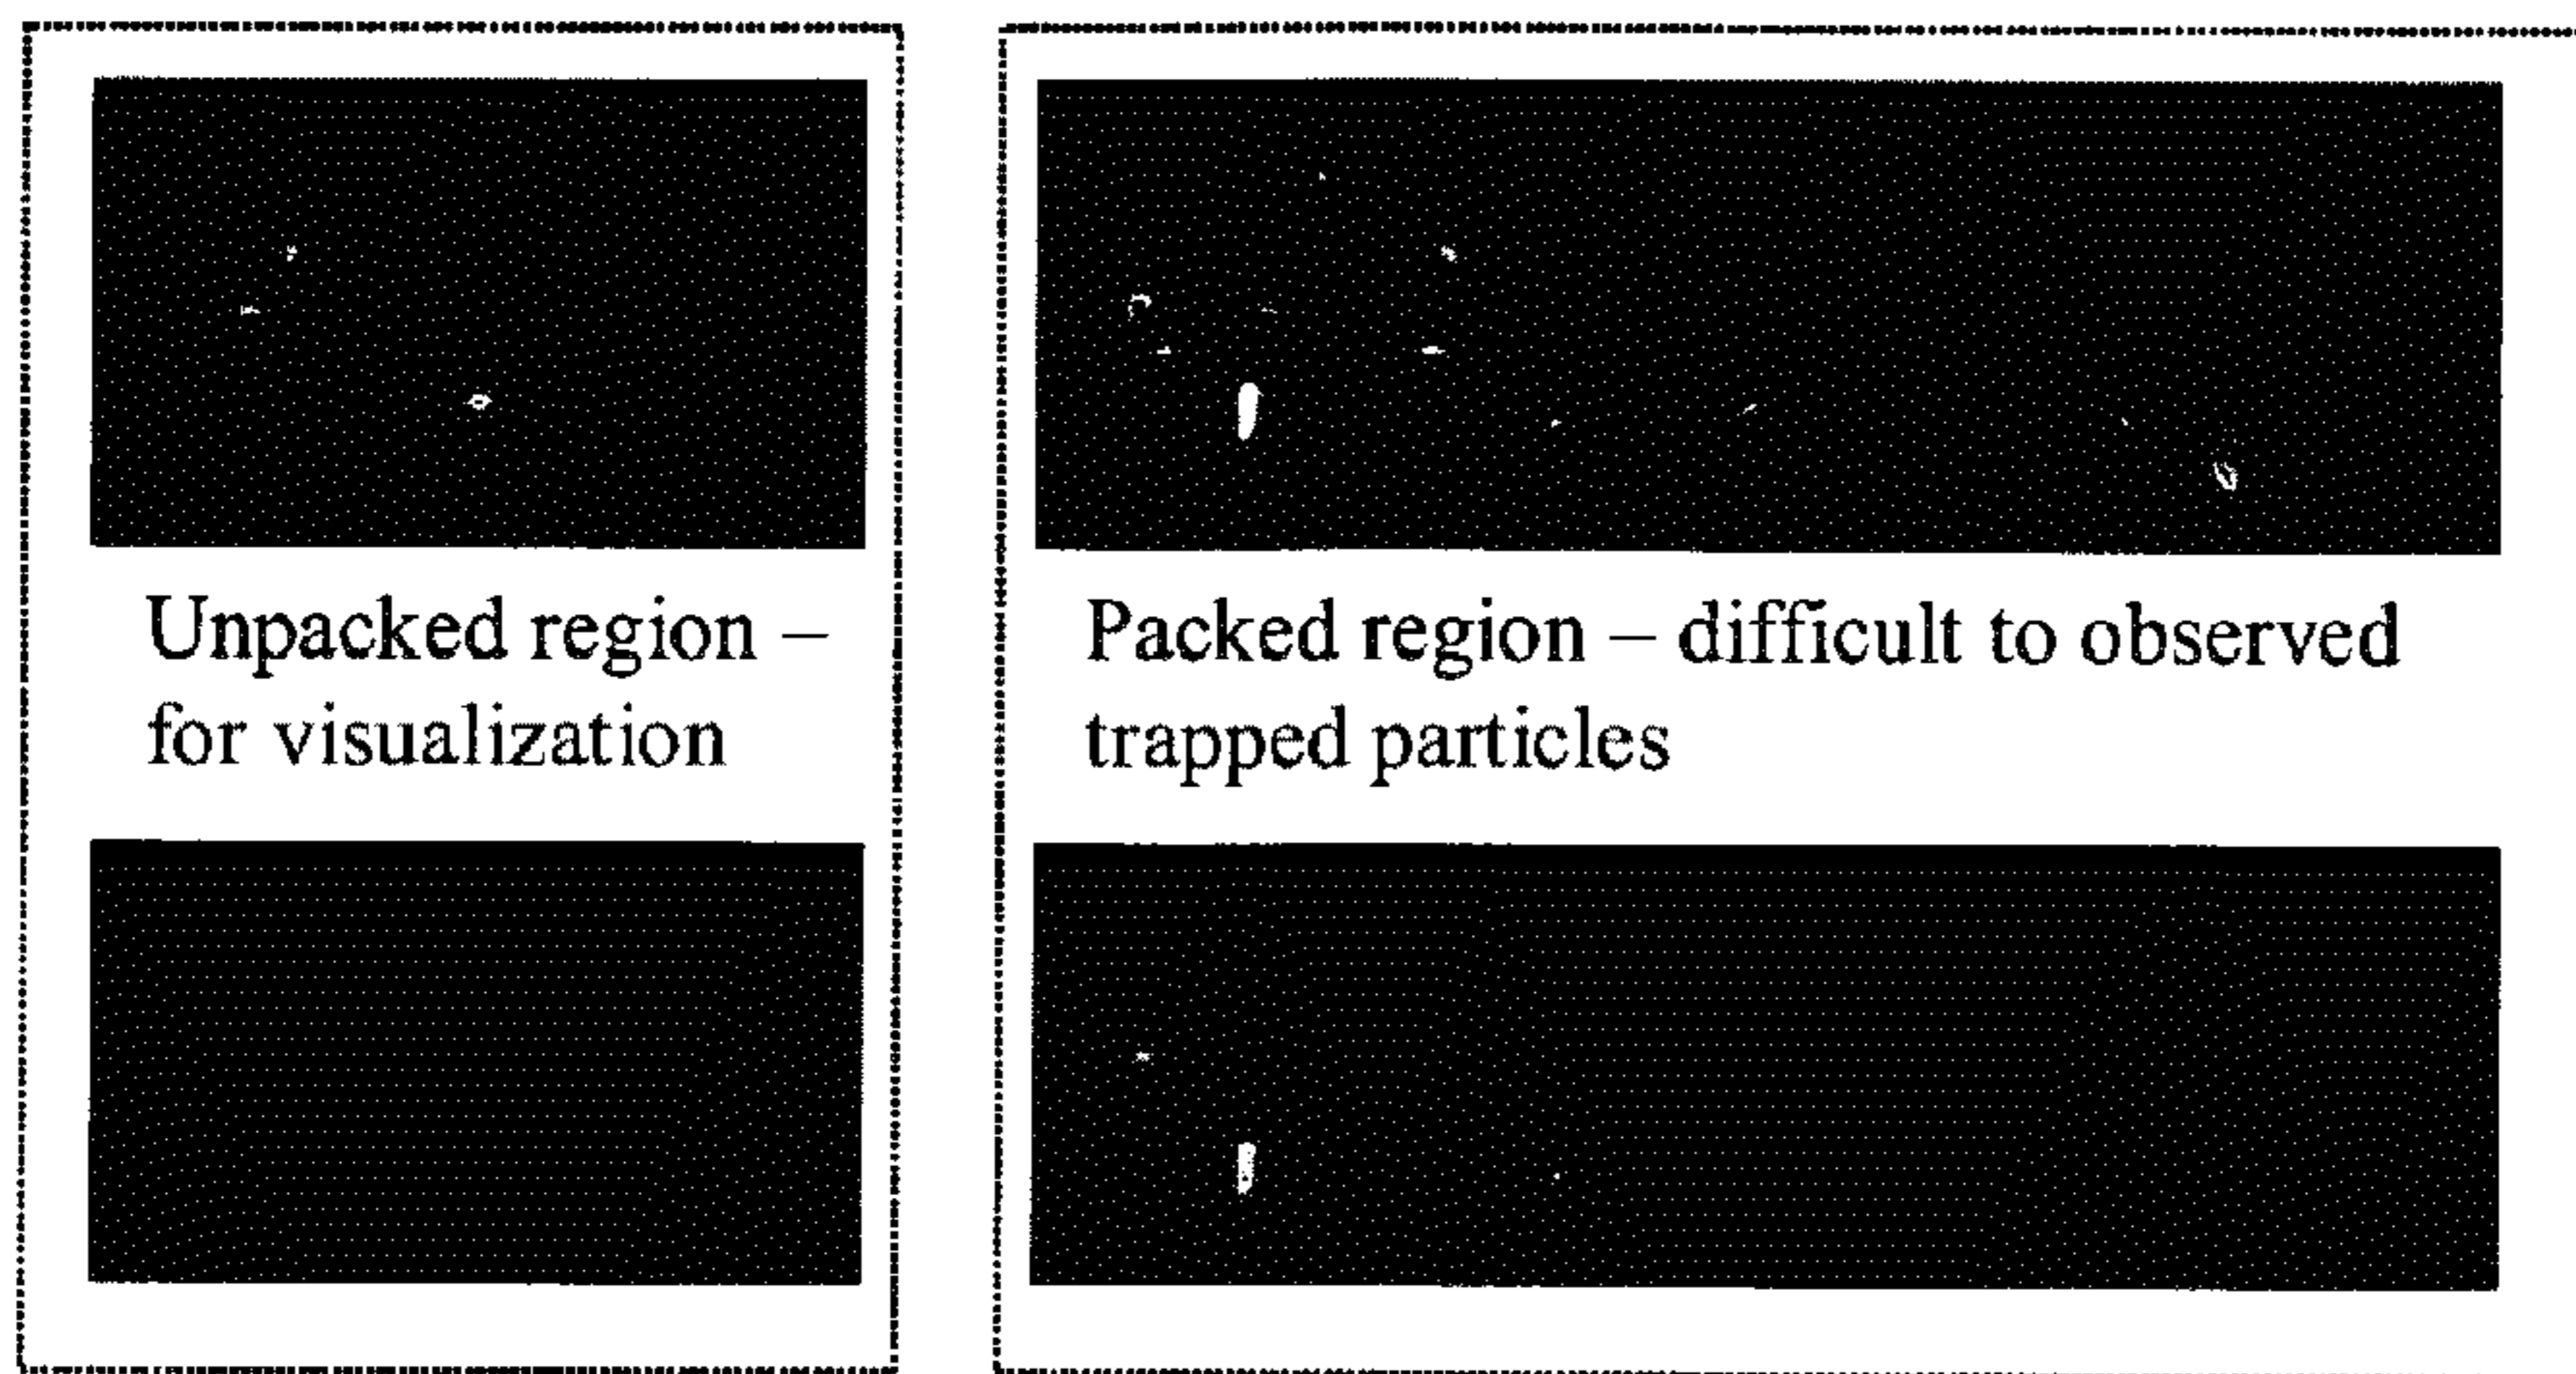 Unpacked region –
for visualization
Packed region – difficult to observed
trapped particles